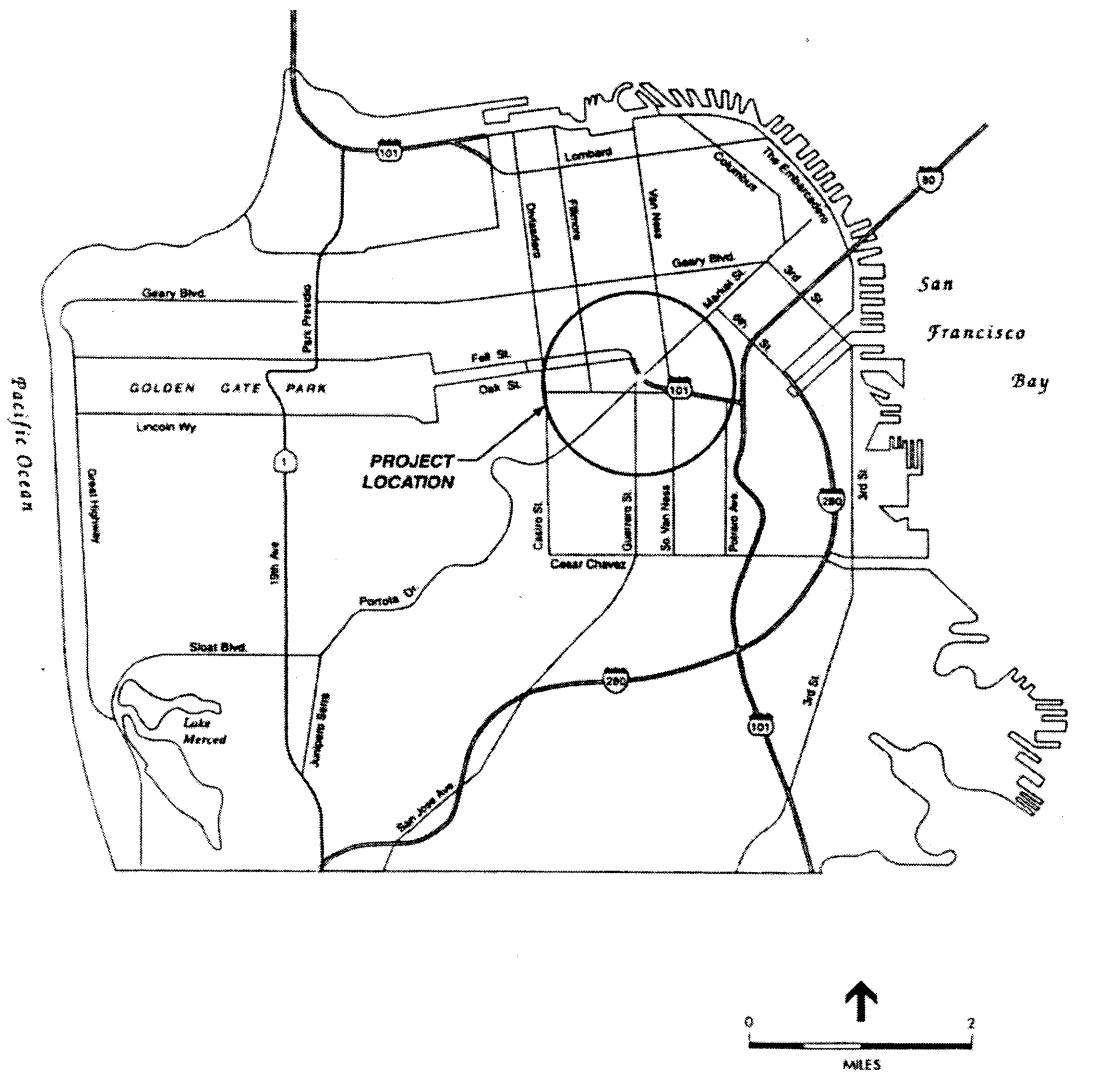 101
Lombard
Columbus
The Embarcadero
80
Divisadero
Fillmore
Van Ness
Geary Blvd.
Market St.
3rd St.
San
Francisco
Bay
Geary Blvd.
Park Presidio
6th St.
Fell St.
Oak St.
GOLDEN GATE PARK
101
Lincoln Wy
Pacific Ocean
PROJECT
LOCATION
1
Great Highway
280
3rd St.
Castro St.
Guerrero St.
So. Van Ness
Potrero Ave.
19th Ave
Cesar Chavez
Portola Dr.
Sloat Blvd.
280
3rd St.
Junipero Serra
Lake
Merced
101
San Jose Ave
0 2
MILES